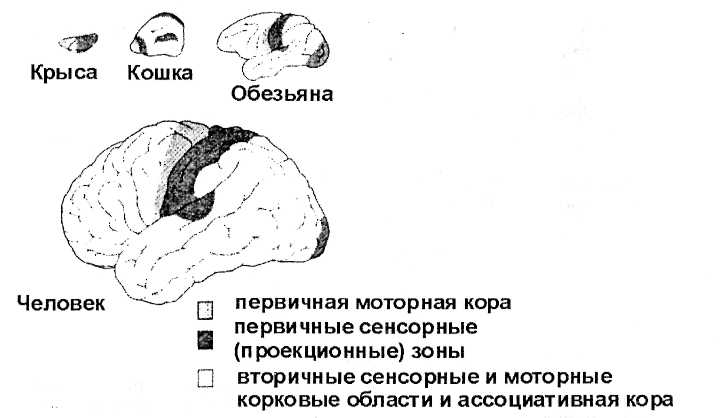 Крыса Кошка
Обезьяна
Человек
первичная моторная кора
первичные сенсорные
(проекционные) зоны
вторичные сенсорные и моторные
корковые области и ассоциативная кора